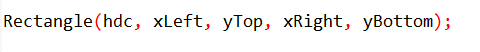 Rectangle(hdc, xLeft, yTop, xRight, yBottom);